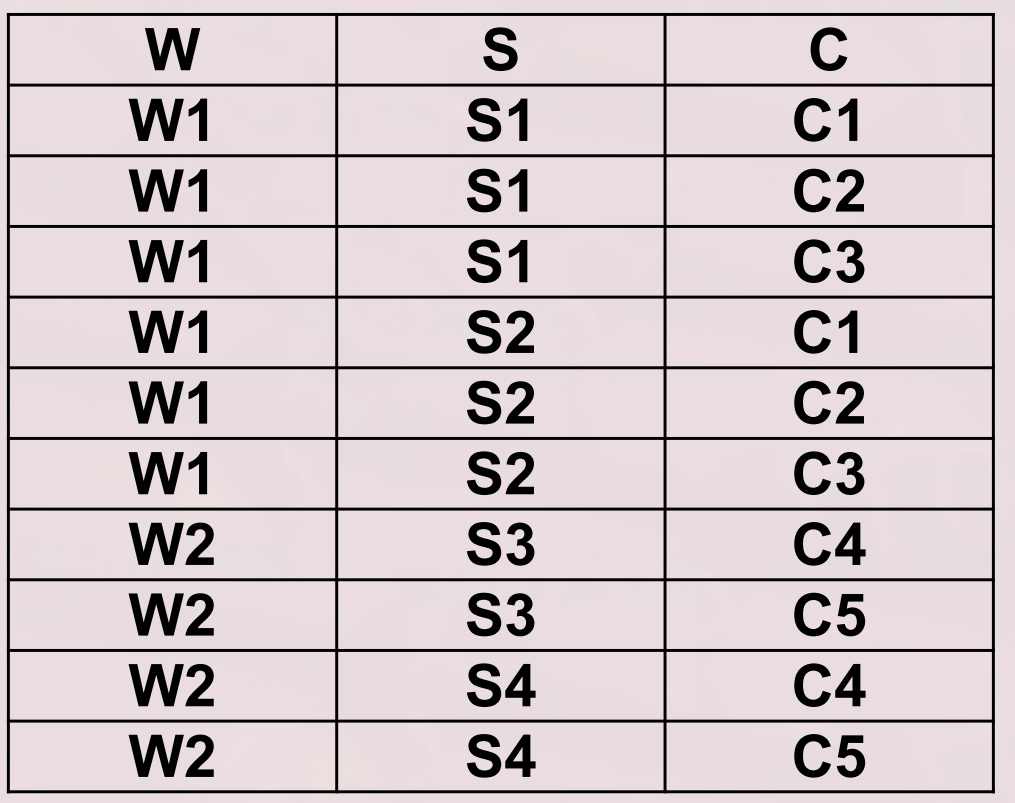 W S C
W1 S1 C1
W1 S1 C2
W1 S1 C3
W1 S2 C1
W1 S2 C2
W1 S2 C3
W2 S3 C4
W2 S3 C5
W2 S4 C4
W2 S4 C5